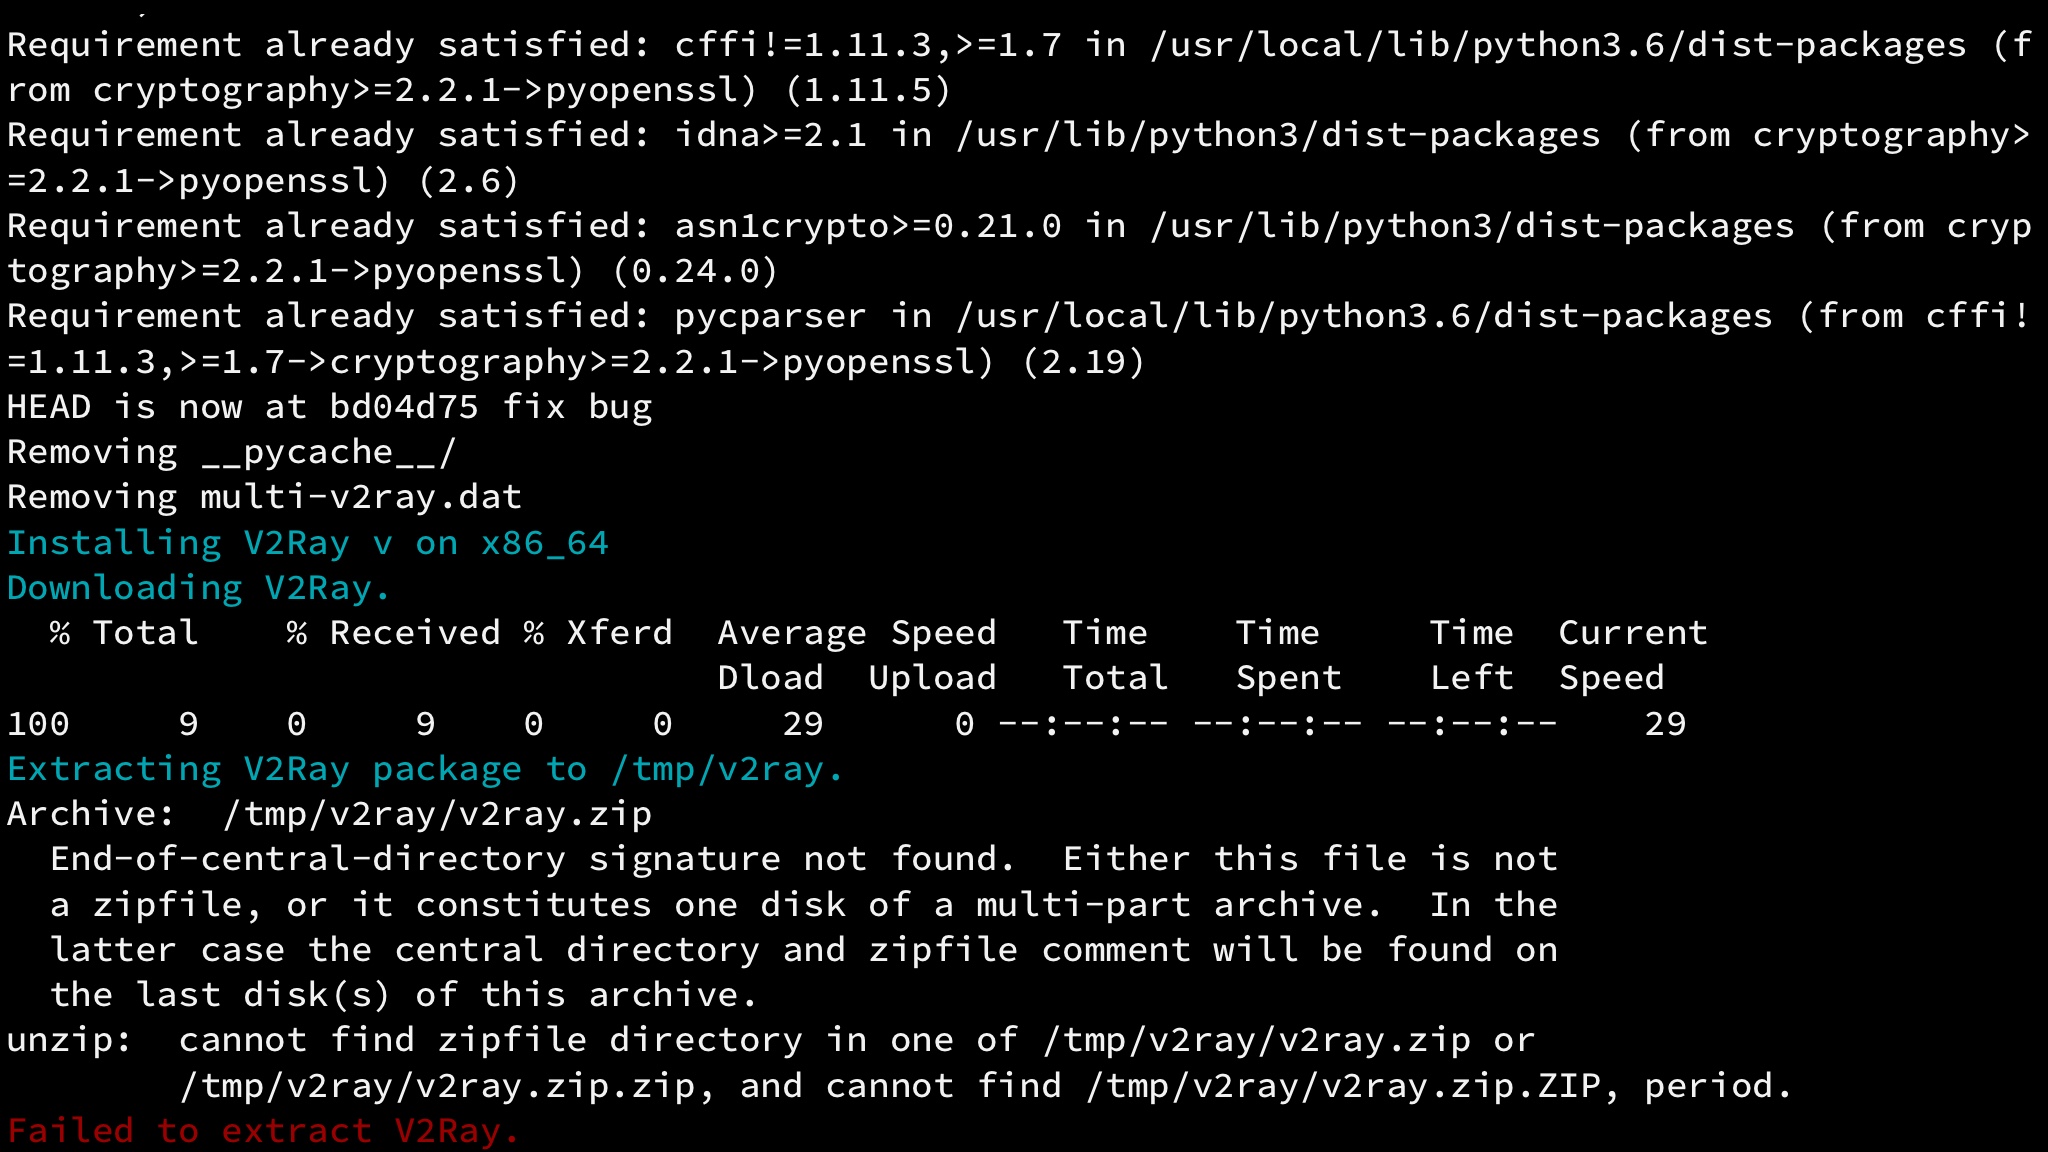 Requirement already satisfied: cffi!=1.11.3,>=1.7 in /usr/local/lib/python3.6/dist-packages (f
rom cryptography>=2.2.1->pyopenssl) (1.11.5)
Requirement already satisfied: idna>=2.1 in /usr/lib/python3/dist-packages (from cryptography>
=2.2.1->pyopenssl) (2.6)
Requirement already satisfied: asn1crypto>=0.21.0 in /usr/lib/python3/dist-packages (from cryp
tography>=2.2.1->pyopenssl) (0.24.0)
Requirement already satisfied: pycparser in /usr/local/lib/python3.6/dist-packages (from cffi!
=1.11.3,>=1.7->cryptography>=2.2.1->pyopenssl) (2.19)
HEAD is now at bd04d75 fix bug
Removing __pycache__/
Removing multi-v2ray.dat
Installing V2Ray v on x86_64
Downloading V2Ray.
  % Total    % Received % Xferd  Average Speed   Time    Time     Time  Current
                                 Dload  Upload   Total   Spent    Left  Speed
100     9    0     9    0     0     29      0 --:--:-- --:--:-- --:--:--    29
Extracting V2Ray package to /tmp/v2ray.
Archive:  /tmp/v2ray/v2ray.zip
  End-of-central-directory signature not found.  Either this file is not
  a zipfile, or it constitutes one disk of a multi-part archive.  In the
  latter case the central directory and zipfile comment will be found on
  the last disk(s) of this archive.
unzip:  cannot find zipfile directory in one of /tmp/v2ray/v2ray.zip or
        /tmp/v2ray/v2ray.zip.zip, and cannot find /tmp/v2ray/v2ray.zip.ZIP, period.
Failed to extract V2Ray.